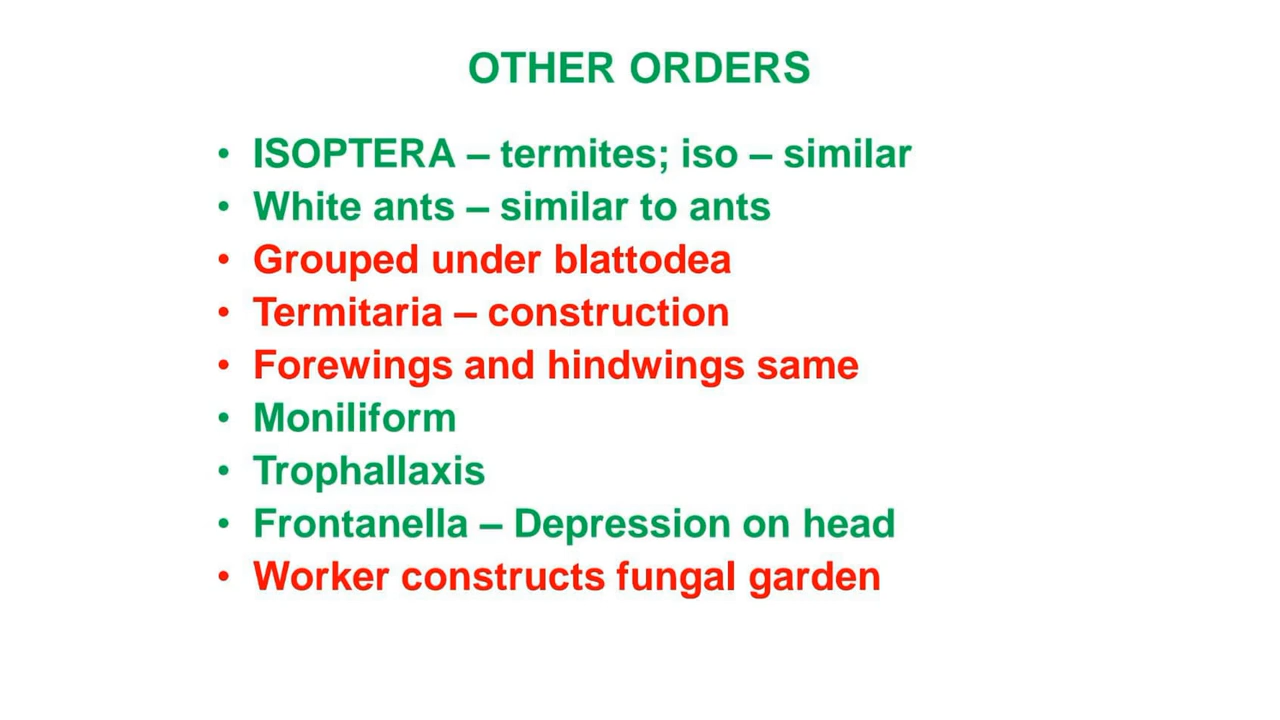 OTHER ORDERS
• ISOPTERA – termites; iso – similar
• White ants – similar to ants
• Grouped under blattodea
• Termitaria – construction
• Forewings and hindwings same
• Moniliform
• Trophallaxis
• Frontanella – Depression on head
• Worker constructs fungal garden